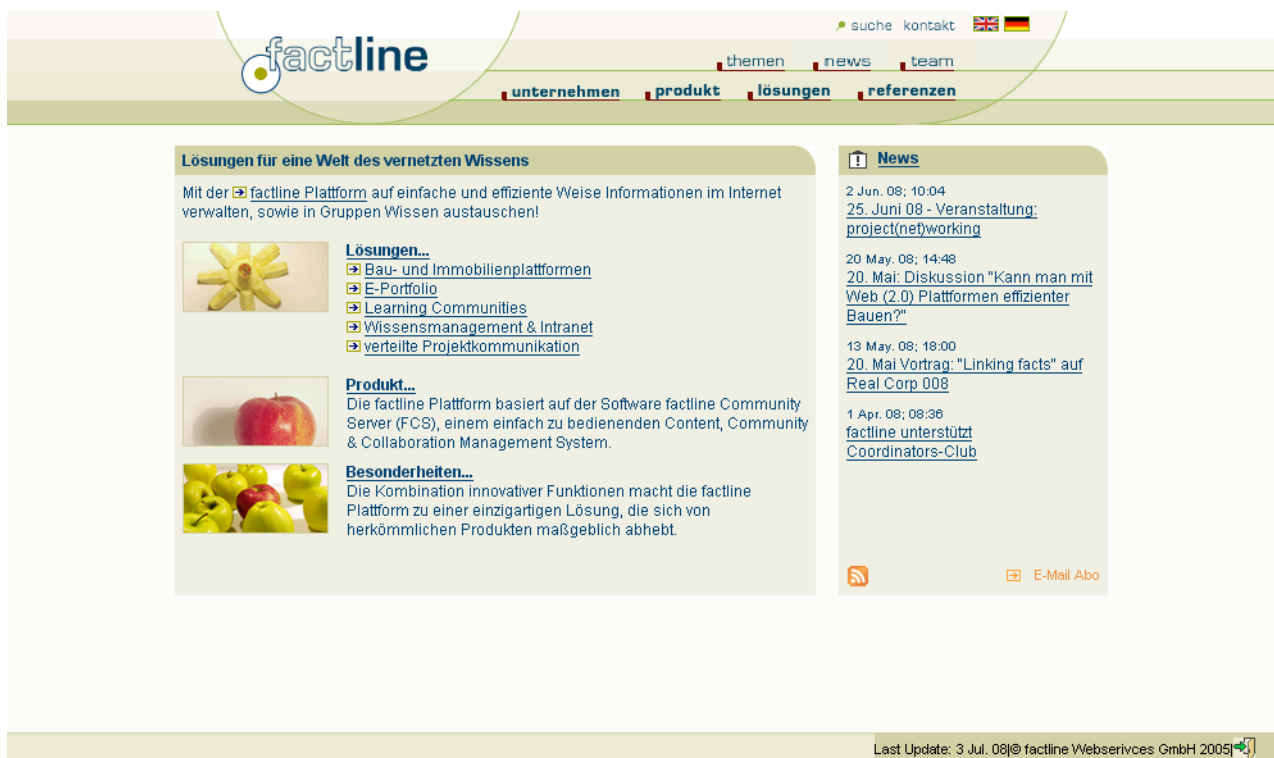 suche kontakt
factline
themen news team
unternehmen produkt lösungen referenzen
Lösungen für eine Welt des vernetzten Wissens
Mit der factline Plattform auf einfache und effiziente Weise Informationen im Internet
verwalten, sowie in Gruppen Wissen austauschen!
Lösungen...
Bau- und Immobilienplattformen
E-Portfolio
Learning Communities
Wissensmanagement & Intranet
verteilte Projektkommunikation
Produkt...
Die factline Plattform basiert auf der Software factline Community
Server (FCS), einem einfach zu bedienenden Content, Community
& Collaboration Management System.
Besonderheiten...
Die Kombination innovativer Funktionen macht die factline
Plattform zu einer einzigartigen Lösung, die sich von
herkömmlichen Produkten maßgeblich abhebt.
News
2 Jun. 08; 10:04
25. Juni 08 - Veranstaltung:
project(net)working
20 May. 08; 14:48
20. Mai: Diskussion "Kann man mit
Web (2.0) Plattformen effizienter
Bauen?"
13 May. 08; 18:00
20. Mai Vortrag: "Linking facts" auf
Real Corp 008
1 Apr. 08; 08:36
factline unterstützt
Coordinators-Club
E-Mail Abo
Last Update: 3 Jul. 08|© factline Webserivces GmbH 2005|